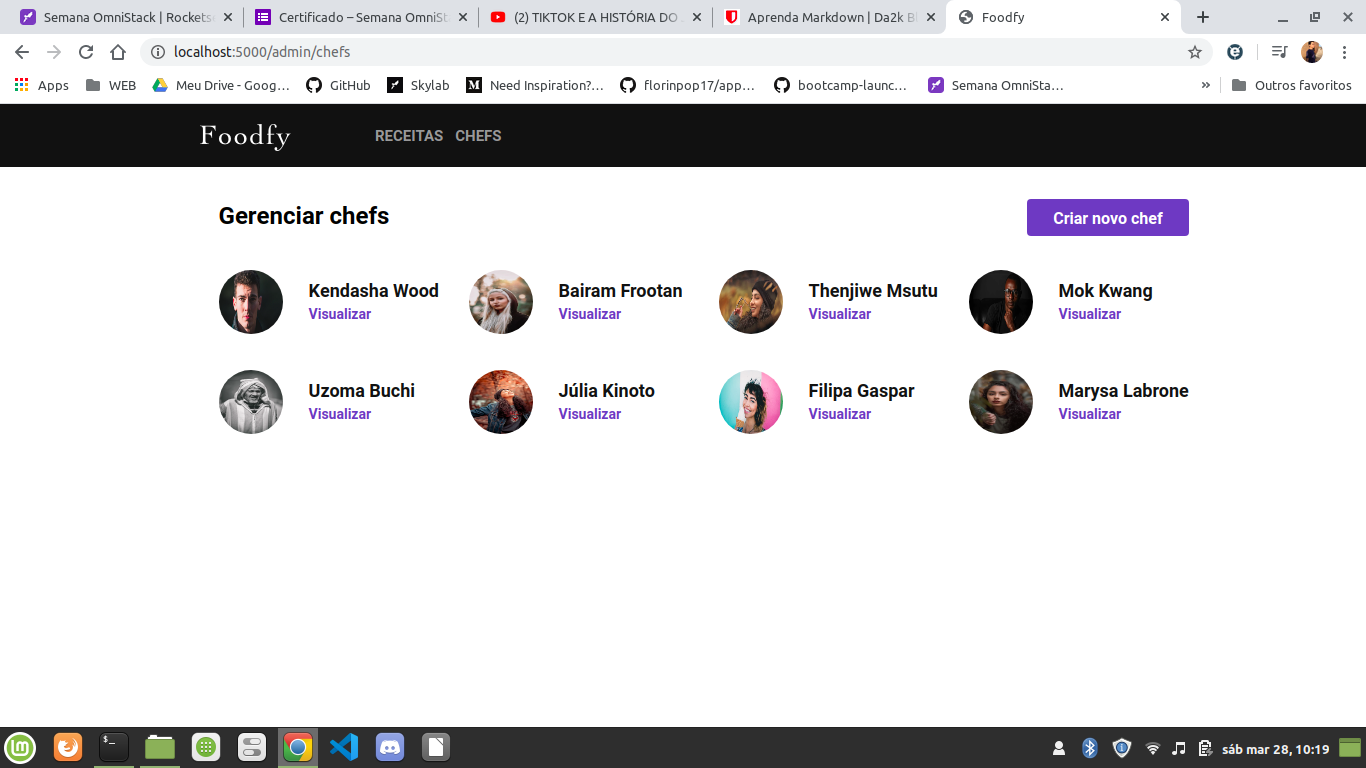 Semana OmniStack | Rockets
Certificado – Semana OmniSt
(2) TIKTOK E A HISTÓRIA DO
Aprenda Markdown | Da2k Bl
Foodfy
localhost:5000/admin/chefs
Apps
WEB
Meu Drive - Goog…
GitHub
Skylab
Need Inspiration?…
florinpop17/app…
bootcamp-launc…
Semana OmniSta…
»
Outros favoritos
Foodfy
RECEITAS
CHEFS
Gerenciar chefs
Criar novo chef
Kendasha Wood
Visualizar
Bairam Frootan
Visualizar
Thenjiwe Msutu
Visualizar
Mok Kwang
Visualizar
Uzoma Buchi
Visualizar
Júlia Kinoto
Visualizar
Filipa Gaspar
Visualizar
Marysa Labrone
Visualizar
sáb mar 28, 10:19